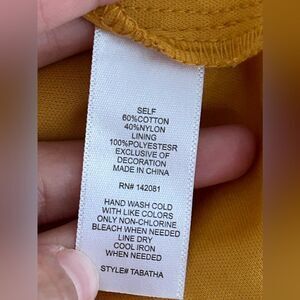 SELF
60%COTTON
40%NYLON
LINING
100%POLYESTESR
EXCLUSIVE OF
DECORATION
MADE IN CHINA
RN# 142081
HAND WASH COLD
WITH LIKE COLORS
ONLY NON-CHLORINE
BLEACH WHEN NEEDED
LINE DRY
COOL IRON
WHEN NEEDED
STYLE# TABATHA